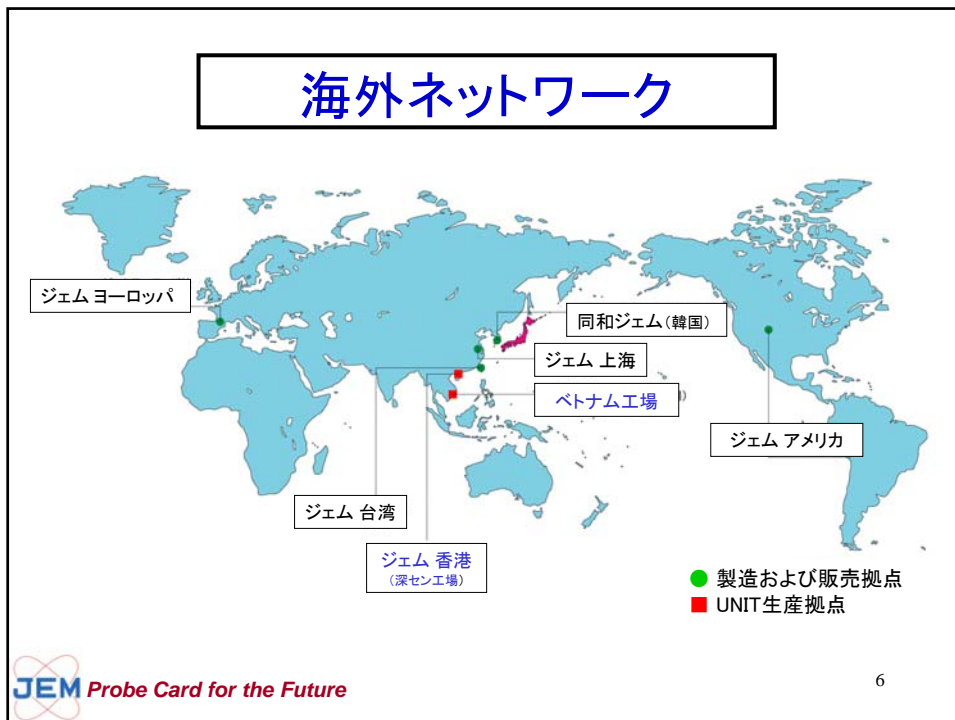 海外ネットワーク
ジェム ヨーロッパ
同和ジェム(韓国)
ジェム 上海
ベトナム工場
ジェム アメリカ
ジェム 台湾
ジェム 香港
(深セン工場)
● 製造および販売拠点
■ UNIT生産拠点
JEM Probe Card for the Future
6